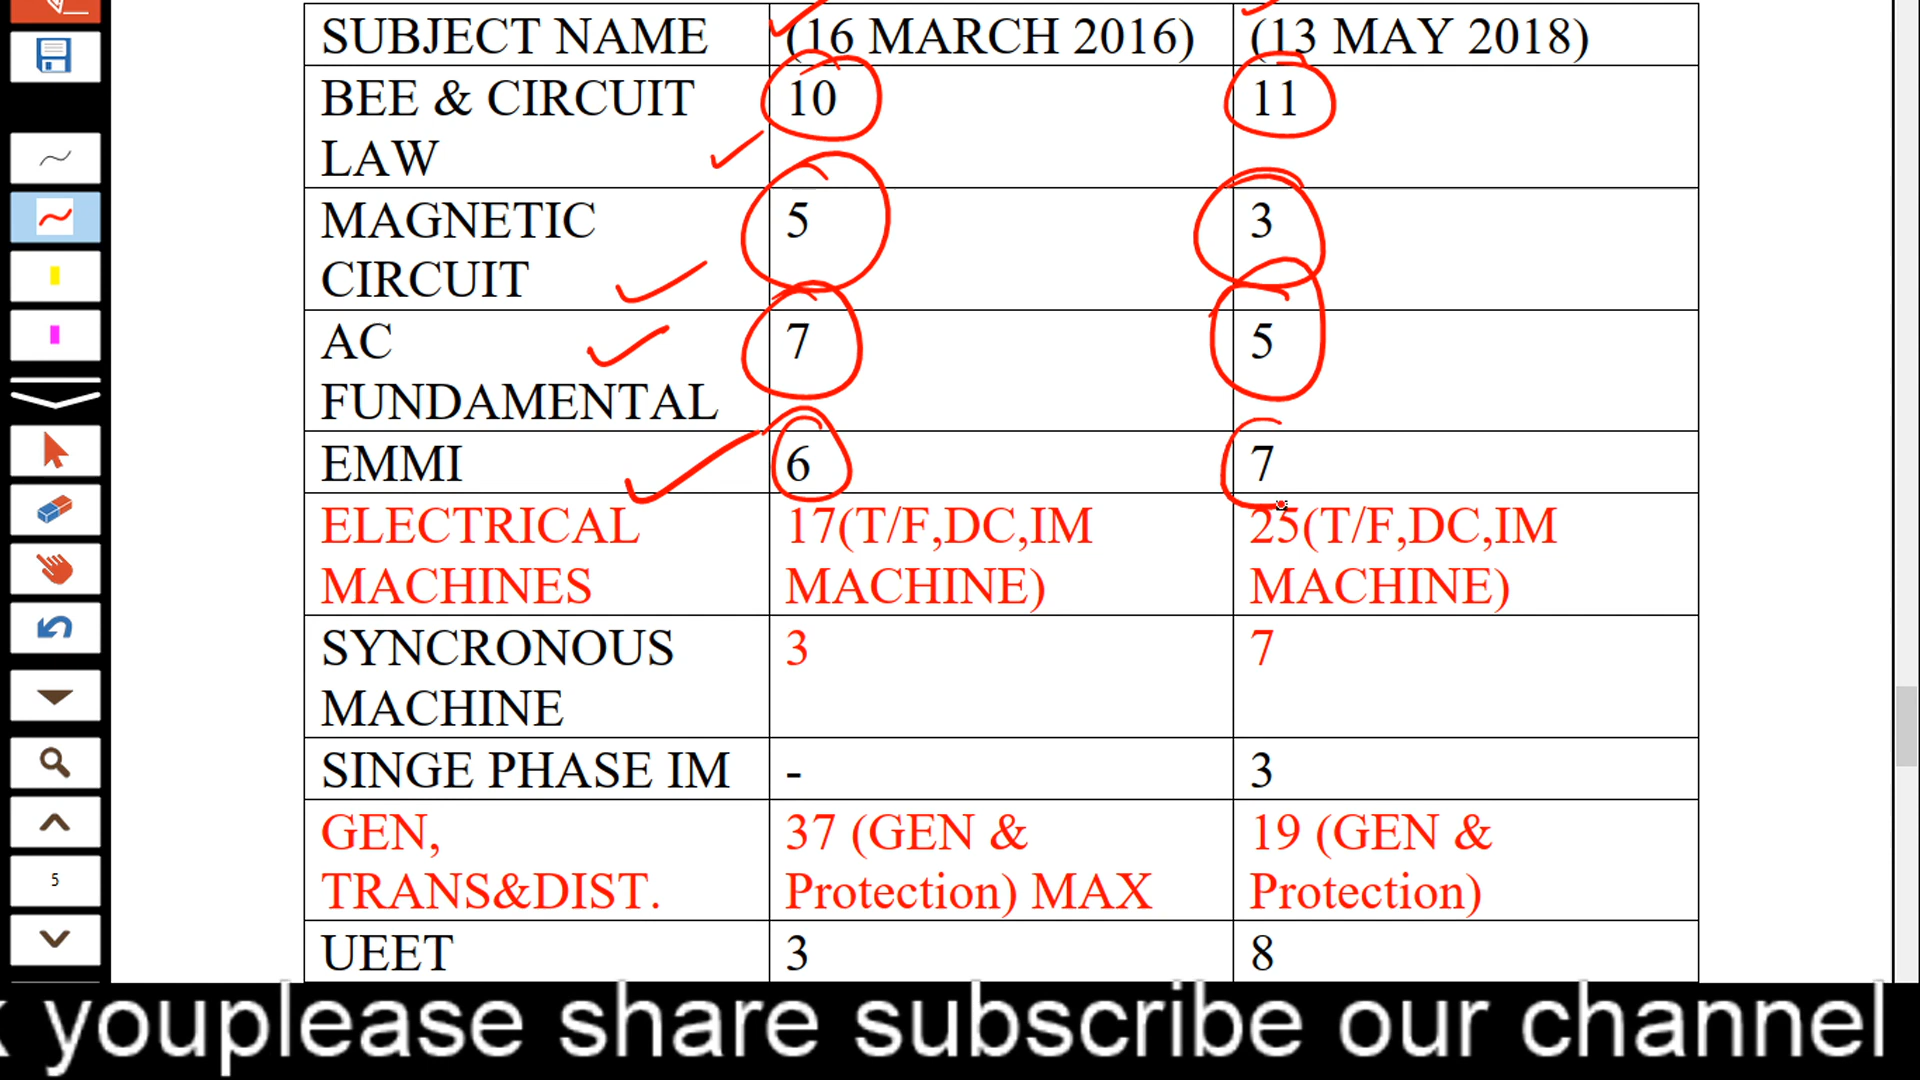 SUBJECT NAME (16 MARCH 2016) (13 MAY 2018)
BEE & CIRCUIT 10 11
LAW
MAGNETIC 5 3
CIRCUIT
AC 7 5
FUNDAMENTAL
EMMI 6 7
ELECTRICAL 17(T/F,DC,IM 25(T/F,DC,IM
MACHINES MACHINE) MACHINE)
SYNCRONOUS 3 7
MACHINE
SINGE PHASE IM - 3
GEN, 37 (GEN & 19 (GEN &
TRANS&DIST. Protection) MAX Protection)
UEET 3 8
5
youplease share subscribe our channel